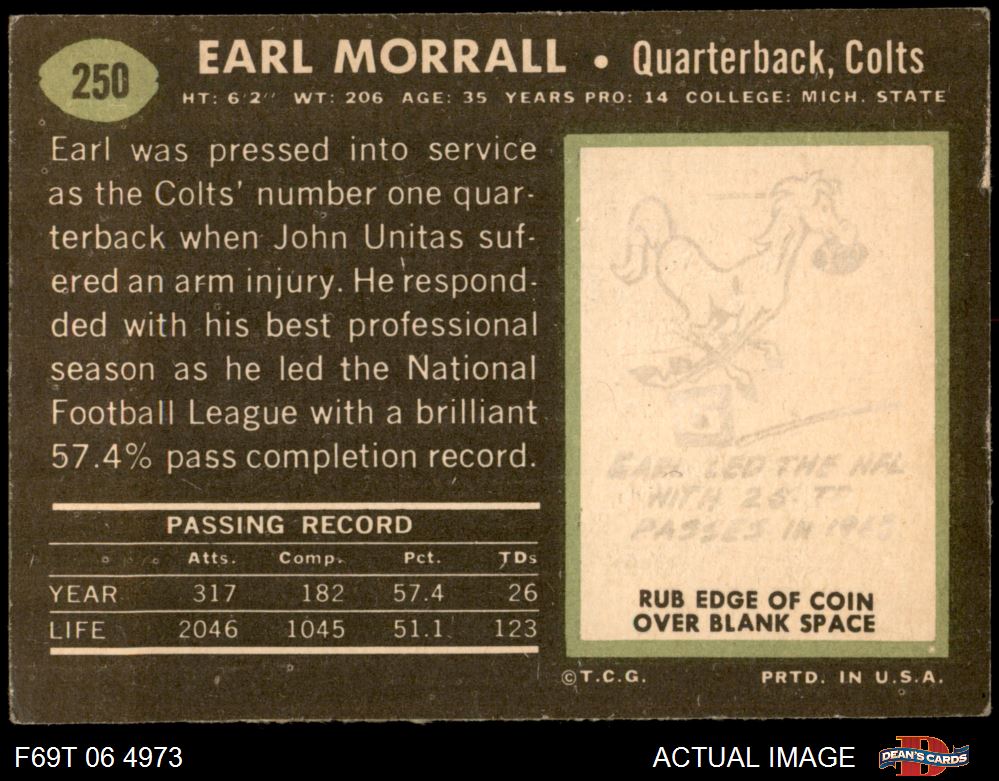 250
EARL MORRALL • Quarterback, Colts
HT: 6'2" WT: 206 AGE: 35 YEARS PRO: 14 COLLEGE: MICH. STATE
Earl was pressed into service
as the Colts' number one quar-
terback when John Unitas suf-
ered an arm injury. He respond-
ded with his best professional
season as he led the National
Football League with a brilliant
57.4% pass completion record.
PASSING RECORD
Atts. Comp. Pct. TDs
YEAR 317 182 57.4 26
LIFE 2046 1045 51.1 123
EARL LED THE NFL
WITH 26 TD
PASSES IN 1968
RUB EDGE OF COIN
OVER BLANK SPACE
©T.C.G. PRTD. IN U.S.A.
F69T 06 4973
ACTUAL IMAGE
DEAN'S CARDS